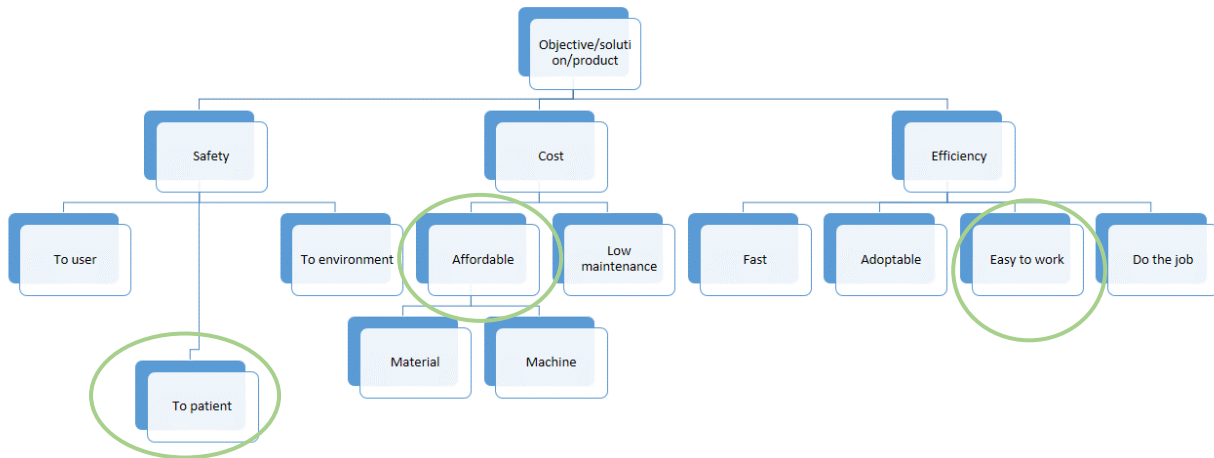 Objective/soluti
on/product
Safety
Cost
Efficiency
To user
To environment
Affordable
Low
maintenance
Fast
Adoptable
Easy to work
Do the job
To patient
Material
Machine